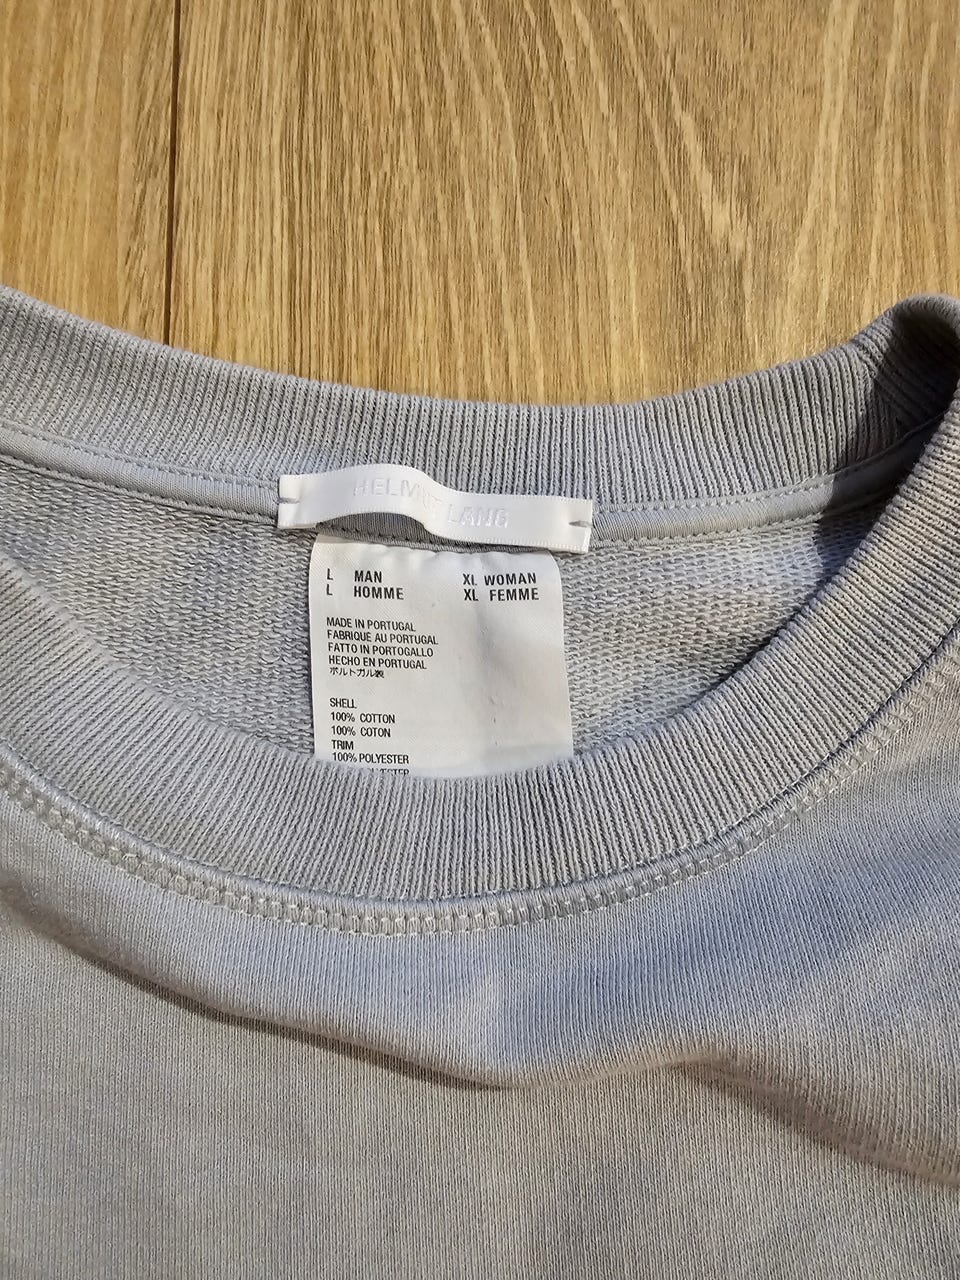 HELMUT LANG
L MAN XL WOMAN
L HOMME XL FEMME
MADE IN PORTUGAL
FABRIQUÉ AU PORTUGAL
FATTO IN PORTOGALLO
HECHO EN PORTUGAL
ポルトガル製
SHELL
100% COTTON
100% COTON
TRIM
100% POLYESTER